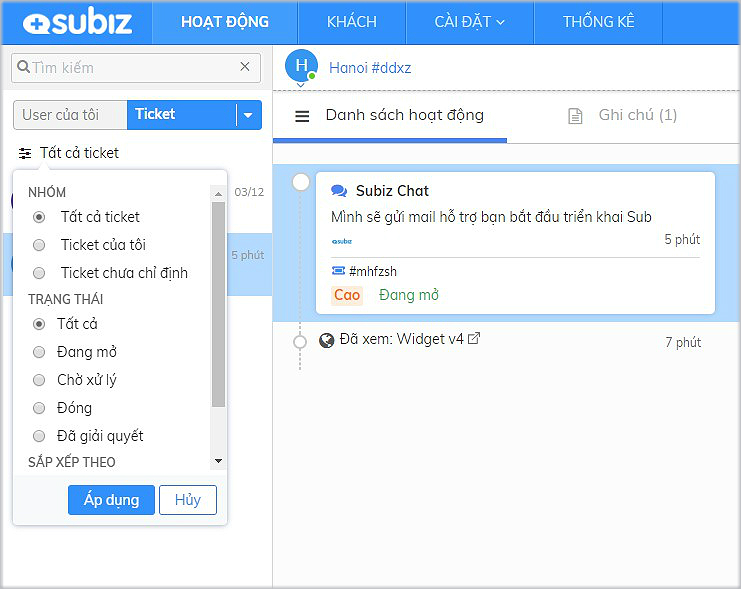 subiz
HOẠT ĐỘNG
KHÁCH
CÀI ĐẶT
THỐNG KÊ
Tìm kiếm
H
Hanoi #ddxz
User của tôi
Ticket
Danh sách hoạt động
Ghi chú (1)
Tất cả ticket
03/12
5 phút
NHÓM
Tất cả ticket
Ticket của tôi
Ticket chưa chỉ định
TRẠNG THÁI
Tất cả
Đang mở
Chờ xử lý
Đóng
Đã giải quyết
SẮP XẾP THEO
Áp dụng
Hủy
Subiz Chat
Mình sẽ gửi mail hỗ trợ bạn bắt đầu triển khai Sub
subiz
5 phút
#mhfzsh
Cao
Đang mở
Đã xem: Widget v4
7 phút